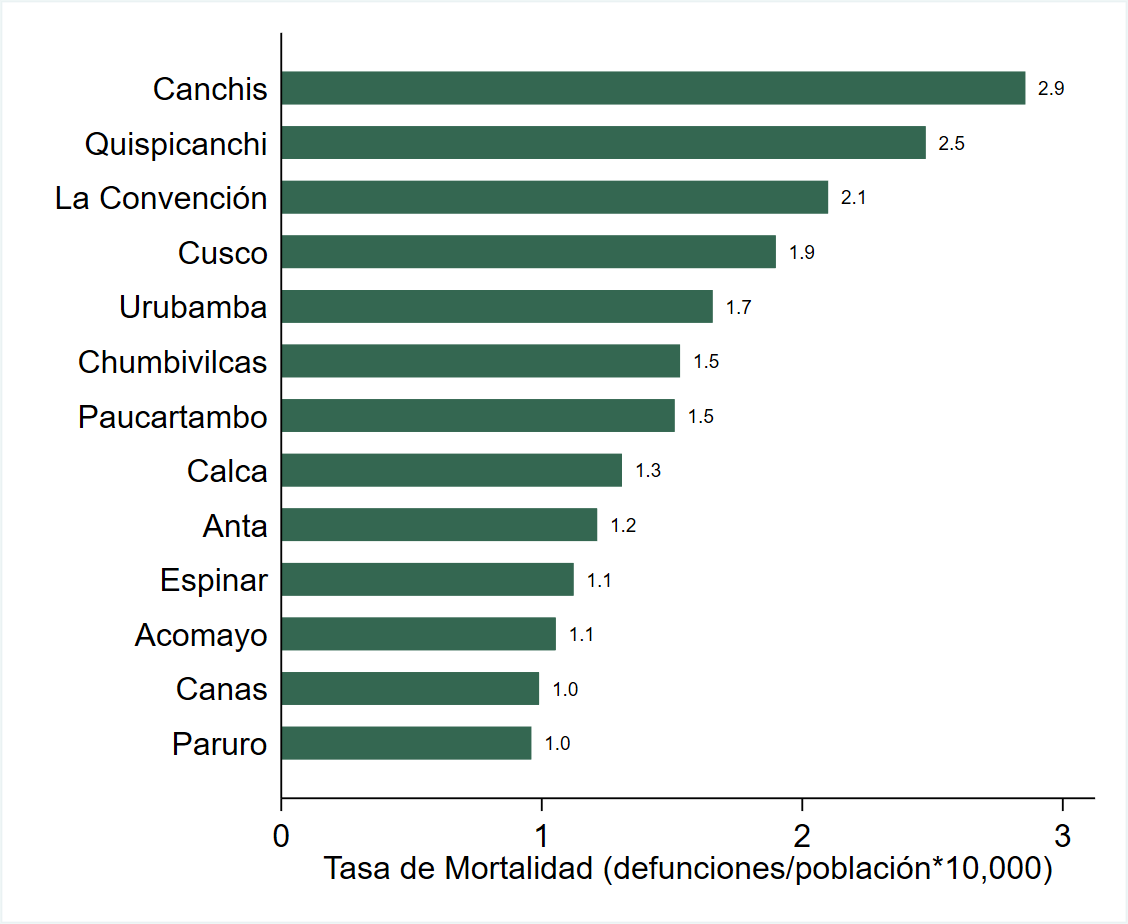 Canchis 2.9
Quispicanchi 2.5
La Convención 2.1
Cusco 1.9
Urubamba 1.7
Chumbivilcas 1.5
Paucartambo 1.5
Calca 1.3
Anta 1.2
Espinar 1.1
Acomayo 1.1
Canas 1.0
Paruro 1.0
0 1 2 3
Tasa de Mortalidad (defunciones/población*10,000)